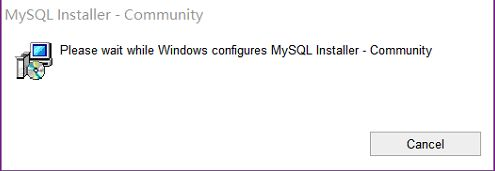 MySQL Installer - Community
Please wait while Windows configures MySQL Installer - Community
Cancel